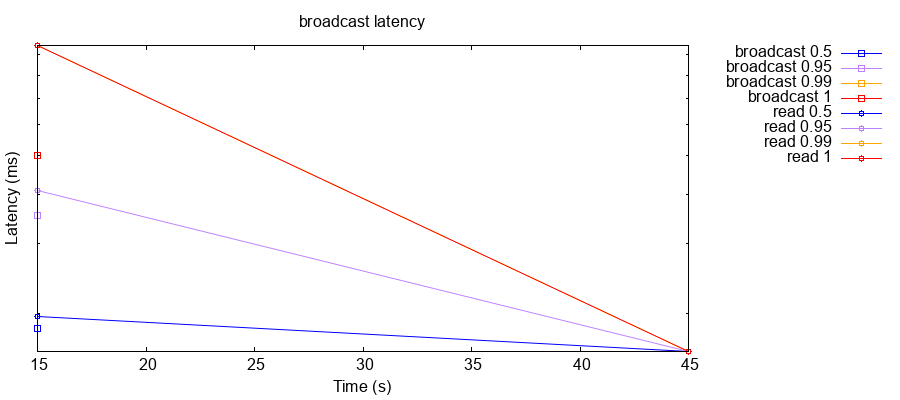 broadcast latency
broadcast 0.5
broadcast 0.95
broadcast 0.99
broadcast 1
read 0.5
read 0.95
read 0.99
read 1
Latency (ms)
15 20 25 30 35 40 45
Time (s)